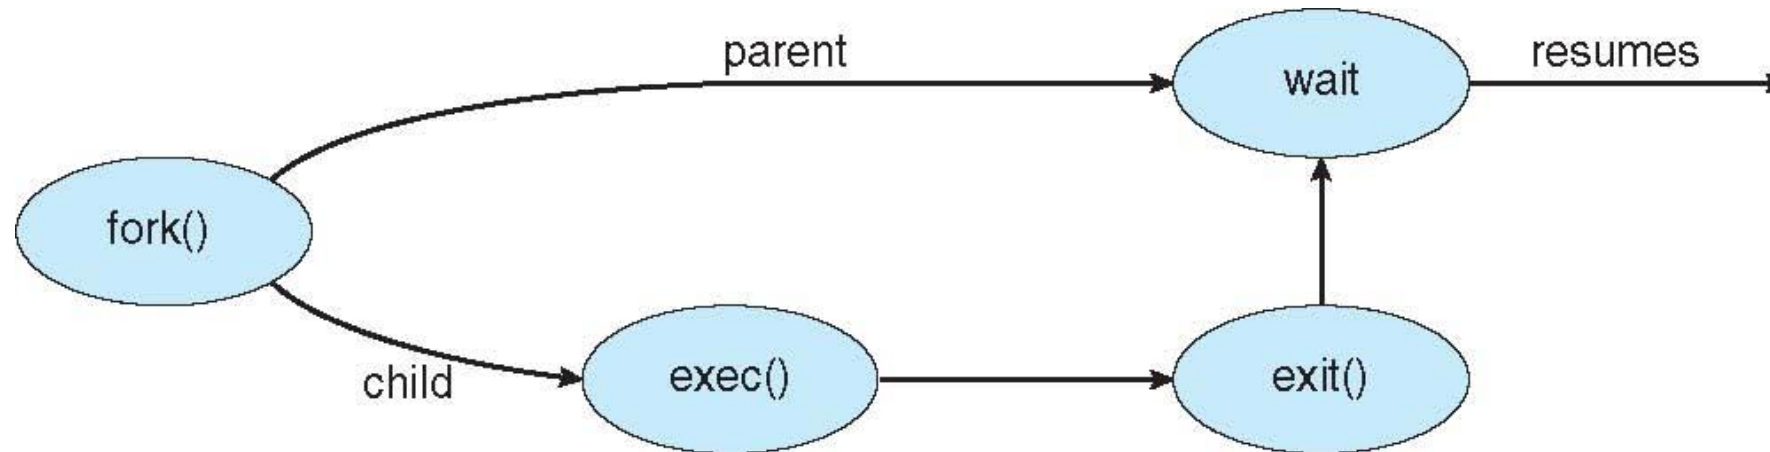 parent
wait
resumes
fork()
child
exec()
exit()